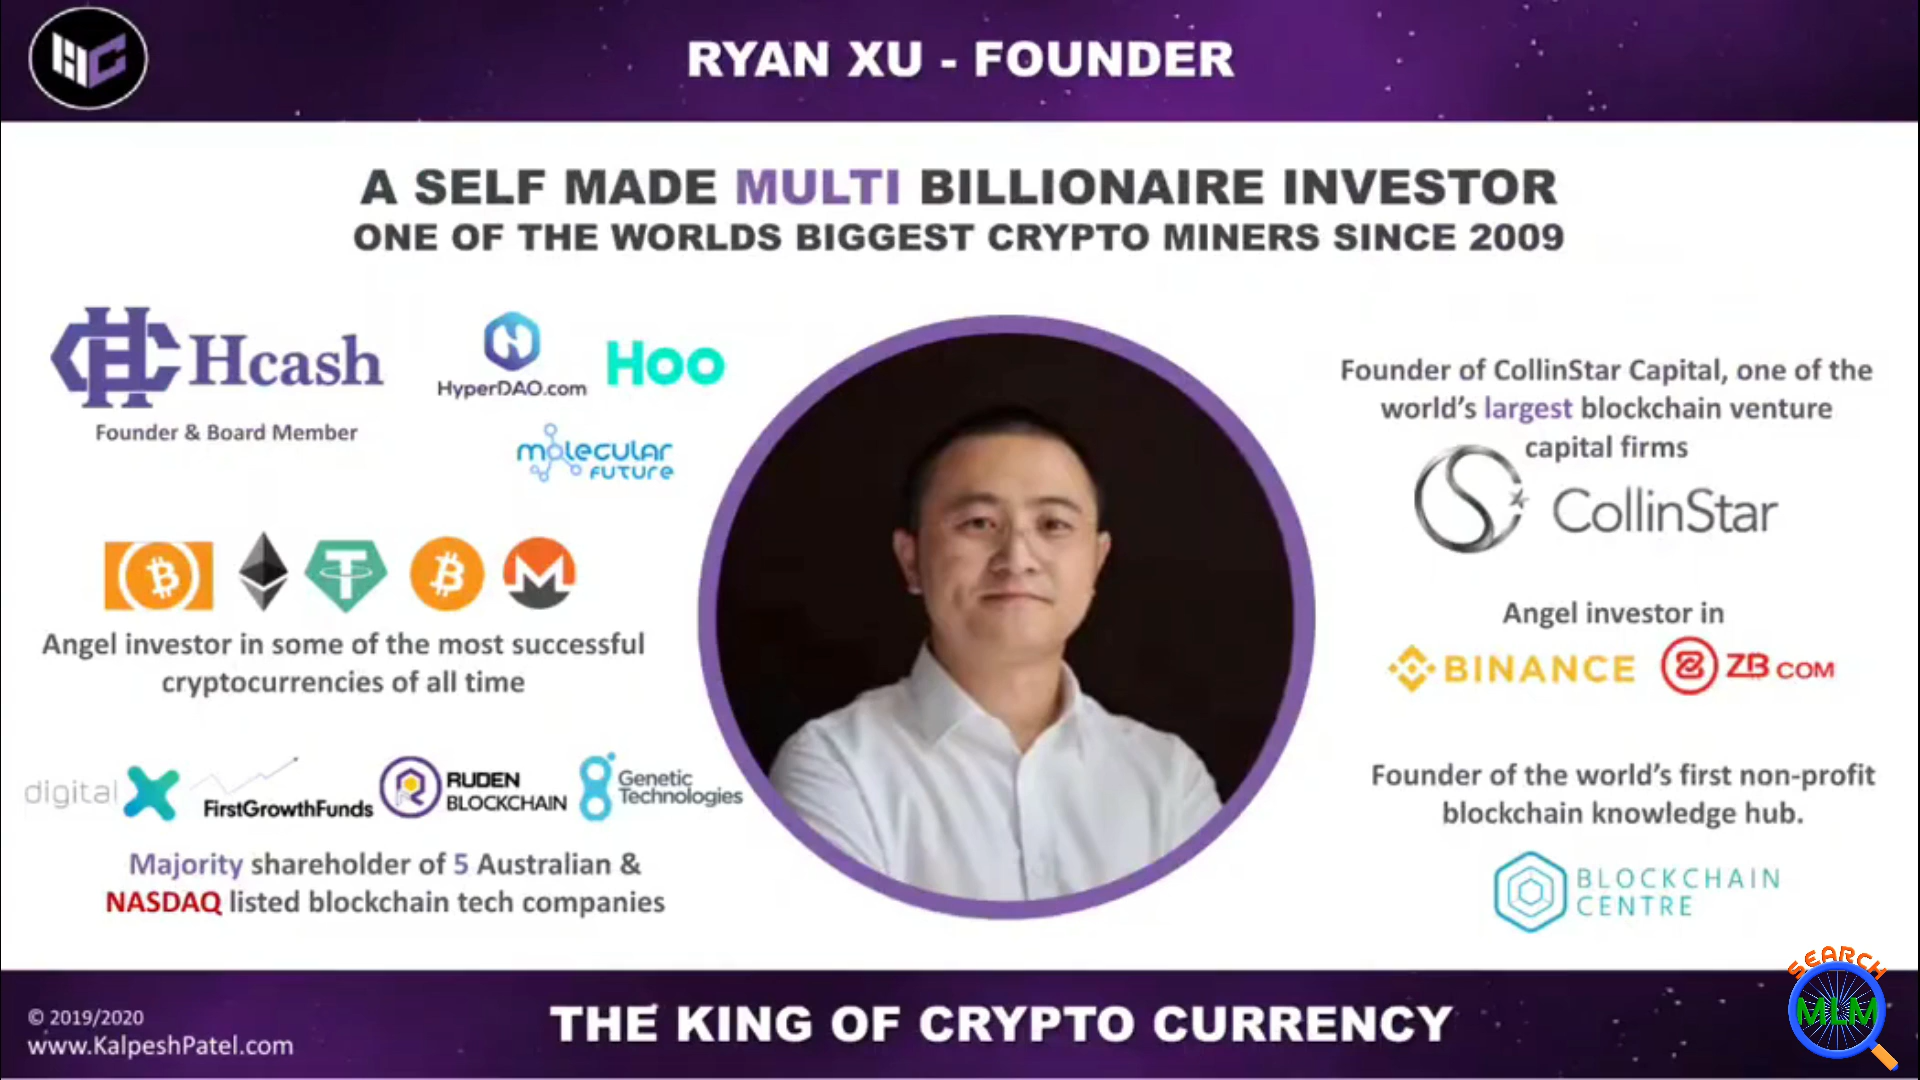 RYAN XU - FOUNDER
A SELF MADE MULTI BILLIONAIRE INVESTOR
ONE OF THE WORLDS BIGGEST CRYPTO MINERS SINCE 2009
Hcash
Founder & Board Member
HyperDAO.com
Hoo
molecular
Future
Angel investor in some of the most successful
cryptocurrencies of all time
digital X
FirstGrowthFunds
RUDEN
BLOCKCHAIN
Genetic
Technologies
Majority shareholder of 5 Australian &
NASDAQ listed blockchain tech companies
Founder of CollinStar Capital, one of the
world's largest blockchain venture
capital firms
CollinStar
Angel investor in
BINANCE
ZB.COM
Founder of the world's first non-profit
blockchain knowledge hub.
BLOCKCHAIN
CENTRE
© 2019/2020
www.KalpeshPatel.com
THE KING OF CRYPTO CURRENCY
SEARCH
MLM